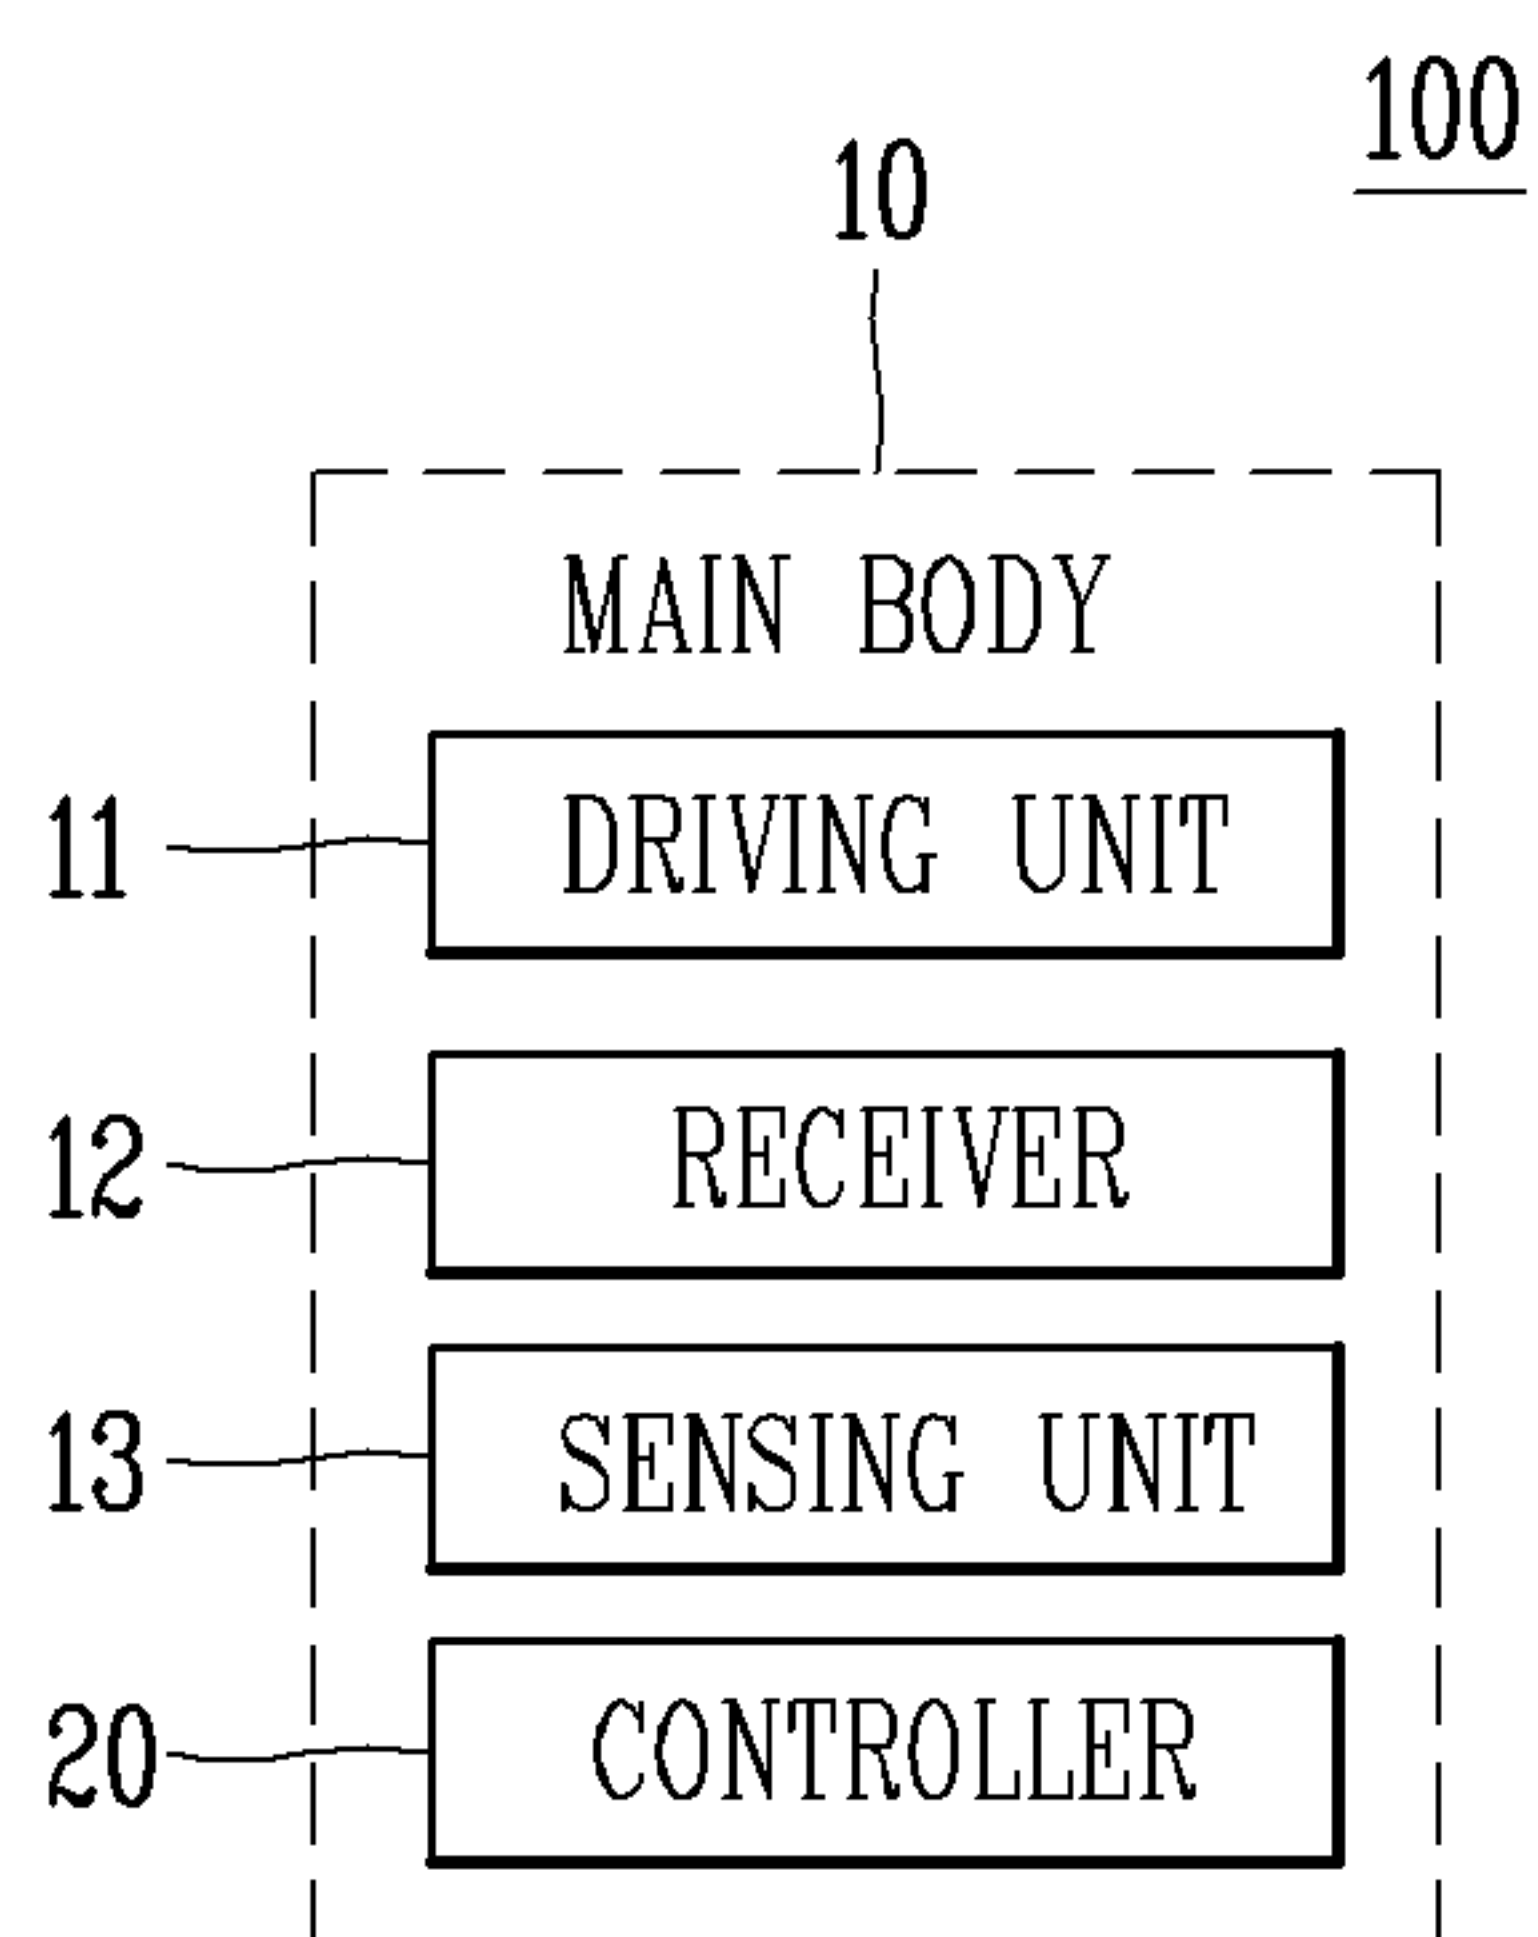 100
10
MAIN BODY
11 DRIVING UNIT
12 RECEIVER
13 SENSING UNIT
20 CONTROLLER